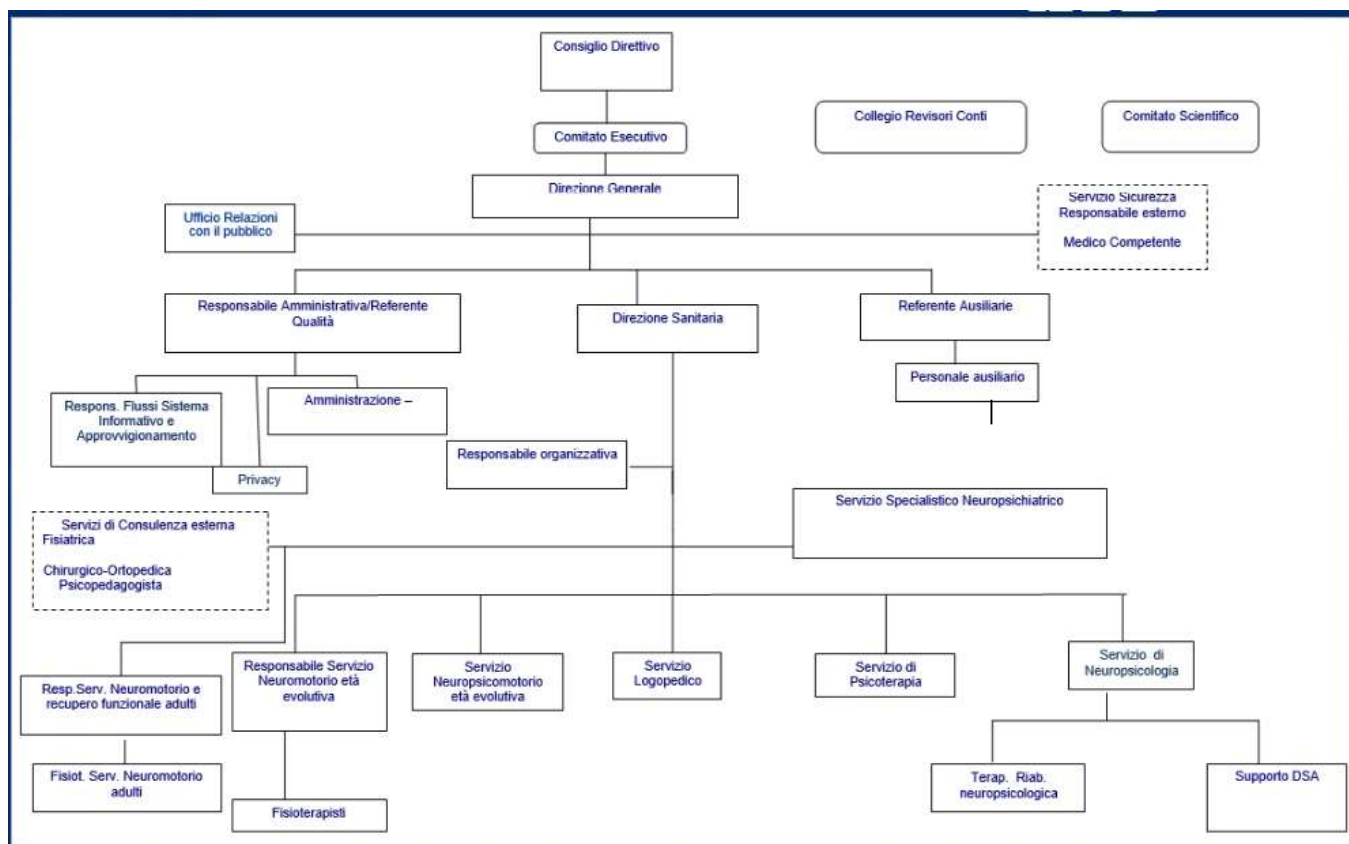 Consiglio Direttivo
Collegio Revisori Conti
Comitato Scientifico
Comitato Esecutivo
Direzione Generale
Servizio Sicurezza
Responsabile esterno
Medico Competente
Ufficio Relazioni
con il pubblico
Responsabile Amministrativa/Referente
Qualità
Direzione Sanitaria
Referente Ausiliarie
Personale ausiliario
Respons. Flussi Sistema
Informativo e
Approvvigionamento
Amministrazione –
Privacy
Responsabile organizzativa
Servizio Specialistico Neuropsichiatrico
Servizi di Consulenza esterna
Fisiatrica
Chirurgico-Ortopedica
Psicopedagogista
Resp.Serv. Neuromotorio e
recupero funzionale adulti
Responsabile Servizio
Neuromotorio età
evolutiva
Servizio
Neuropsicomotorio
età evolutiva
Servizio
Logopedico
Servizio di
Psicoterapia
Servizio di
Neuropsicologia
Fisiot. Serv. Neuromotorio
adulti
Fisioterapisti
Terap. Riab.
neuropsicologica
Supporto DSA